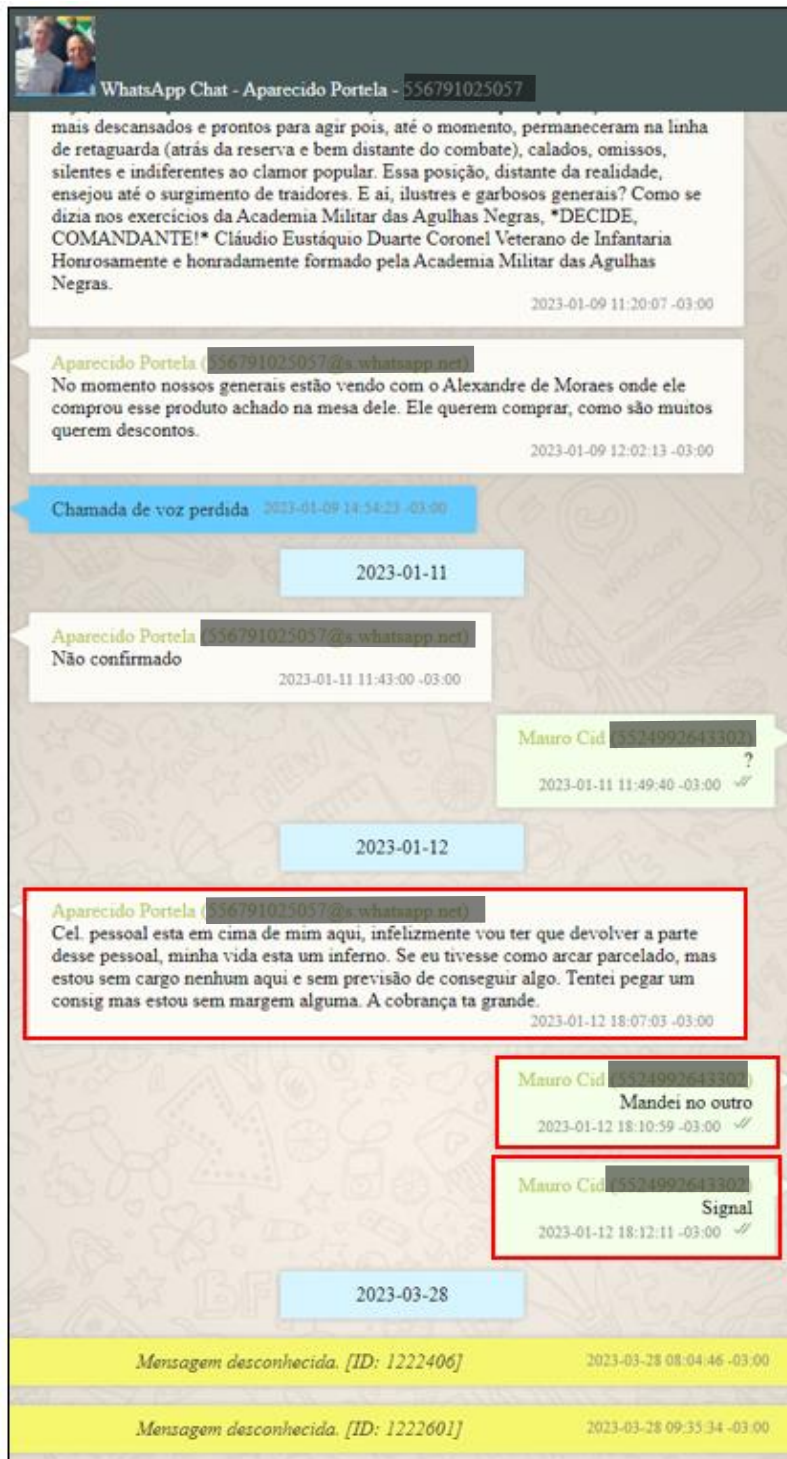 WhatsApp Chat - Aparecido Portela -
mais descansados e prontos para agir pois, até o momento, permaneceram na linha
de retaguarda (atrás da reserva e bem distante do combate), calados, omissos,
silentes e indiferentes ao clamor popular. Essa posição, distante da realidade,
ensejou até o surgimento de traidores. E aí, ilustres e garbosos generais? Como se
dizia nos exercícios da Academia Militar das Agulhas Negras, *DECIDE,
COMANDANTE!* Cláudio Eustáquio Duarte Coronel Veterano de Infantaria
Honrosamente e honradamente formado pela Academia Militar das Agulhas
Negras.
2023-01-09 11:20:07 -03:00
Aparecido Portela
No momento nossos generais estão vendo com o Alexandre de Moraes onde ele
comprou esse produto achado na mesa dele. Ele querem comprar, como são muitos
querem descontos.
2023-01-09 12:02:13 -03:00
Chamada de voz perdida 2023-01-09 14:54:23 -03:00
2023-01-11
Aparecido Portela
Não confirmado
2023-01-11 11:43:00 -03:00
Mauro Cid
?
2023-01-11 11:49:40 -03:00
2023-01-12
Aparecido Portela
Cel. pessoal esta em cima de mim aqui, infelizmente vou ter que devolver a parte
desse pessoal, minha vida esta um inferno. Se eu tivesse como arcar parcelado, mas
estou sem cargo nenhum aqui e sem previsão de conseguir algo. Tentei pegar um
consig mas estou sem margem alguma. A cobrança ta grande.
2023-01-12 18:07:03 -03:00
Mauro Cid
Mandei no outro
2023-01-12 18:10:59 -03:00
Mauro Cid
Signal
2023-01-12 18:12:11 -03:00
2023-03-28
Mensagem desconhecida. [ID: 1222406] 2023-03-28 08:04:46 -03:00
Mensagem desconhecida. [ID: 1222601] 2023-03-28 09:35:34 -03:00